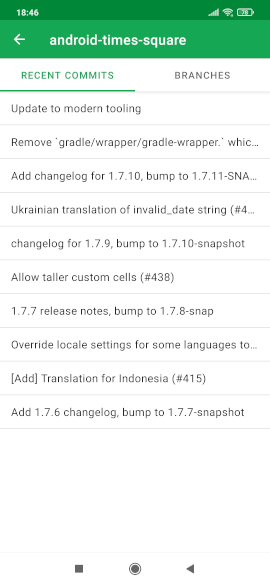 18:46
78
android-times-square
RECENT COMMITS
BRANCHES
Update to modern tooling
Remove `gradle/wrapper/gradle-wrapper.` whic...
Add changelog for 1.7.10, bump to 1.7.11-SNA...
Ukrainian translation of invalid_date string (#4...
changelog for 1.7.9, bump to 1.7.10-snapshot
Allow taller custom cells (#438)
1.7.7 release notes, bump to 1.7.8-snap
Override locale settings for some languages to...
[Add] Translation for Indonesia (#415)
Add 1.7.6 changelog, bump to 1.7.7-snapshot